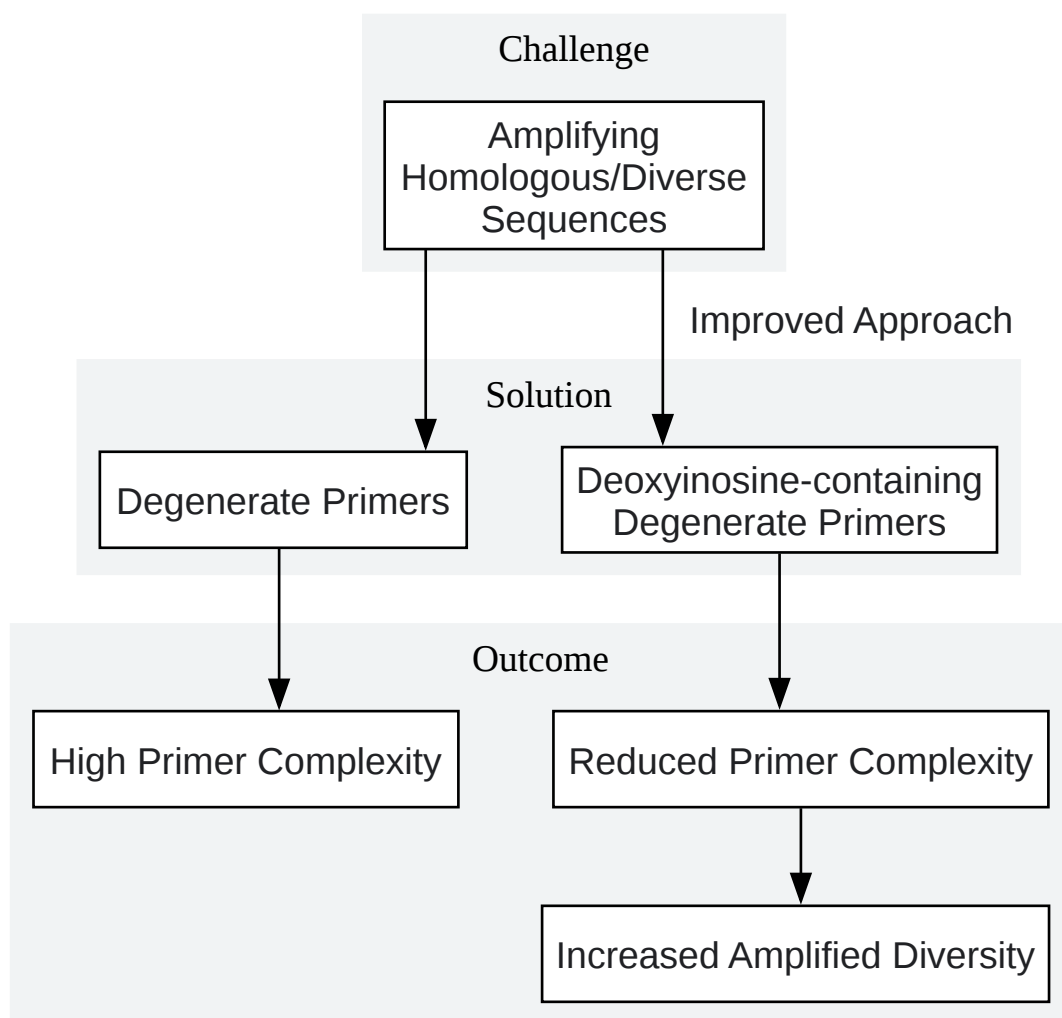 Challenge
Amplifying
Homologous/Diverse
Sequences
Improved Approach
Solution
Degenerate Primers
Deoxyinosine-containing
Degenerate Primers
Outcome
High Primer Complexity
Reduced Primer Complexity
Increased Amplified Diversity